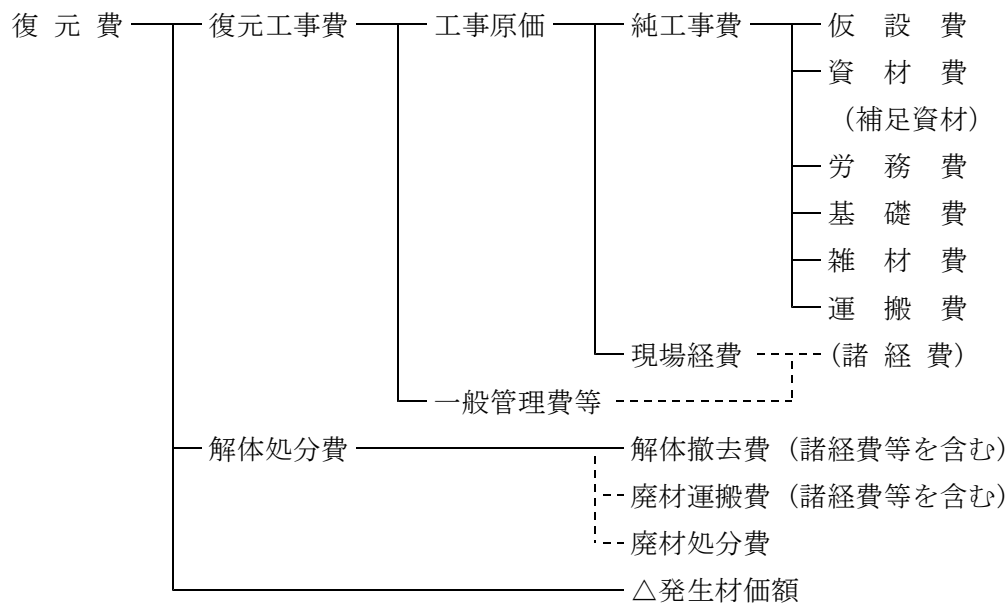 復元費 復元工事費 工事原価 純工事費 仮設費
資材費
（補足資材）
労務費
基礎費
雑材費
運搬費
現場経費 （諸経費）
一般管理費等
解体処分費 解体撤去費（諸経費等を含む）
廃材運搬費（諸経費等を含む）
廃材処分費
△発生材価額